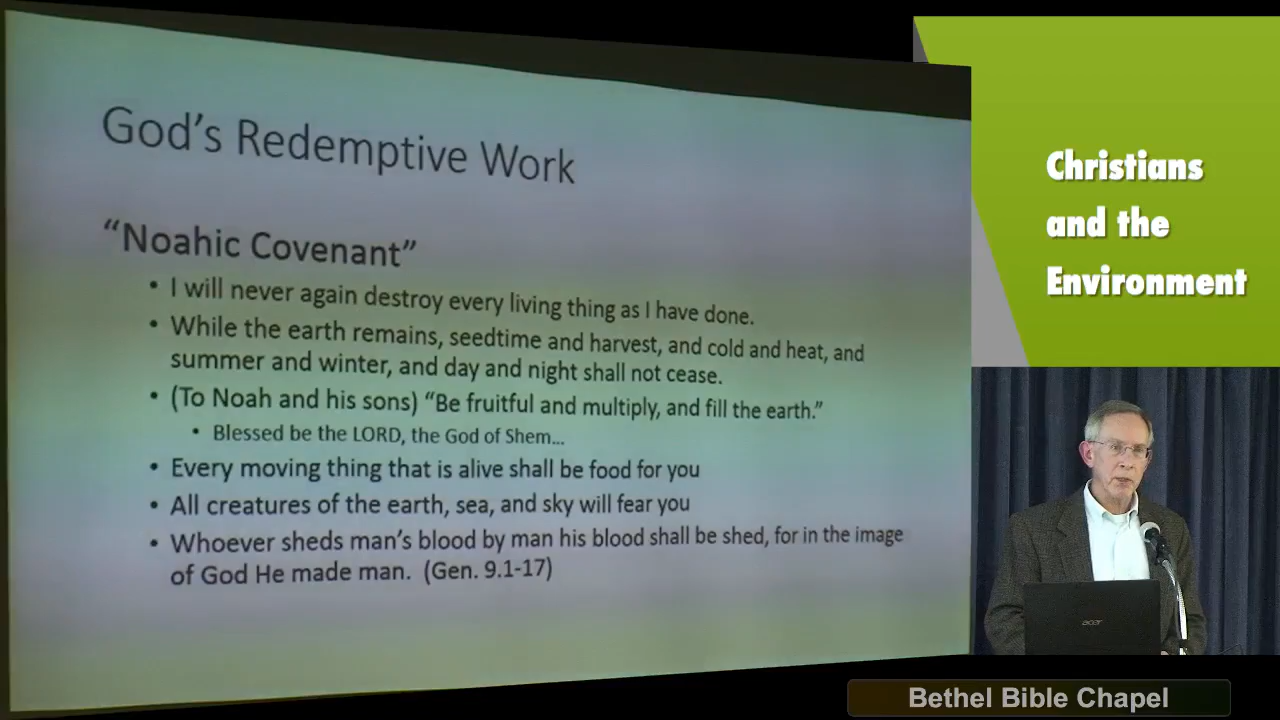 God's Redemptive Work
"Noahic Covenant"
• I will never again destroy every living thing as I have done.
• While the earth remains, seedtime and harvest, and cold and heat, and
summer and winter, and day and night shall not cease.
• (To Noah and his sons) "Be fruitful and multiply, and fill the earth."
• Blessed be the LORD, the God of Shem...
• Every moving thing that is alive shall be food for you
• All creatures of the earth, sea, and sky will fear you
• Whoever sheds man's blood by man his blood shall be shed, for in the image
of God He made man. (Gen. 9.1-17)
Christians
and the
Environment
acer
Bethel Bible Chapel